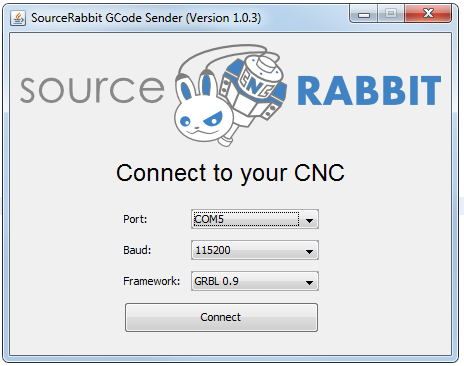 SourceRabbit GCode Sender (Version 1.0.3)
source CNC RABBIT
Connect to your CNC
Port: COM5
Baud: 115200
Framework: GRBL 0.9
Connect